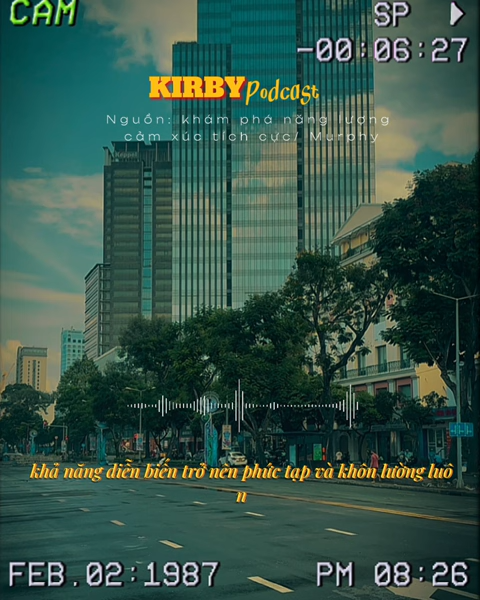 CAM
SP
-00:06:27
KIRBY Podcast
Nguồn: khám phá năng lượng
cảm xúc tích cực/ Murphy
khả năng diễn biến trở nên phức tạp và khôn lường luô
n
FEB.02:1987
PM 08:26